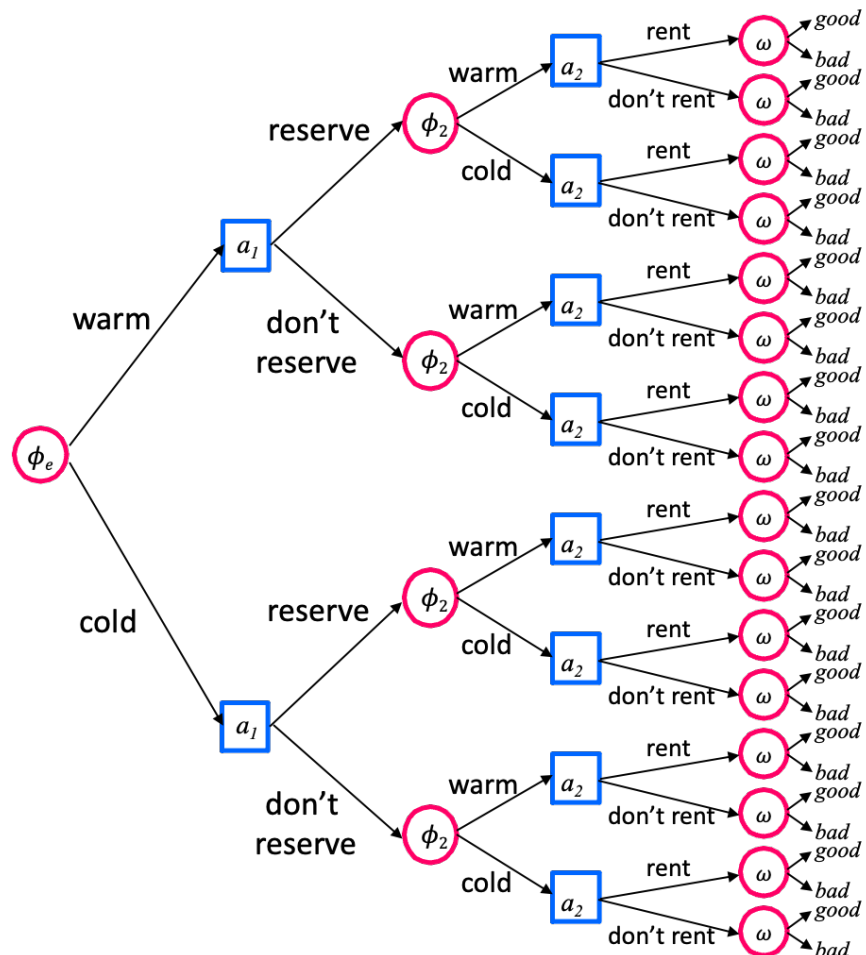 ϕe
warm
cold
a1
reserve
don't
reserve
a1
reserve
don't
reserve
ϕ2
warm
cold
ϕ2
warm
cold
ϕ2
warm
cold
ϕ2
warm
cold
a2
rent
don't rent
a2
rent
don't rent
a2
rent
don't rent
a2
rent
don't rent
a2
rent
don't rent
a2
rent
don't rent
a2
rent
don't rent
a2
rent
don't rent
ω
good
bad
ω
good
bad
ω
good
bad
ω
good
bad
ω
good
bad
ω
good
bad
ω
good
bad
ω
good
bad
ω
good
bad
ω
good
bad
ω
good
bad
ω
good
bad
ω
good
bad
ω
good
bad
ω
good
bad
ω
good
bad